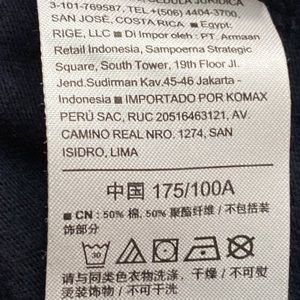 CÉDULA JURÍDICA
3-101-769587, TEL+(506) 4404-3700
SAN JOSÉ, COSTA RICA ■ Egypt.
RIGE, LLC ■ Di Impor oleh : PT. Armaan
Retail Indonesia, Sampoerna Strategic
Square, South Tower, 19th Floor Jl.
Jend.Sudirman Kav.45-46 Jakarta -
Indonesia ■ IMPORTADO POR KOMAX
PERÚ SAC, RUC 20516463121, AV.
CAMINO REAL NRO. 1274, SAN
ISIDRO, LIMA
中国 175/100A
■ CN : 50% 棉, 50% 聚酯纤维 / 不包括装
饰部分
30
请与同类色衣物洗涤, 干燥 / 不可熨
烫装饰物 / 不可干